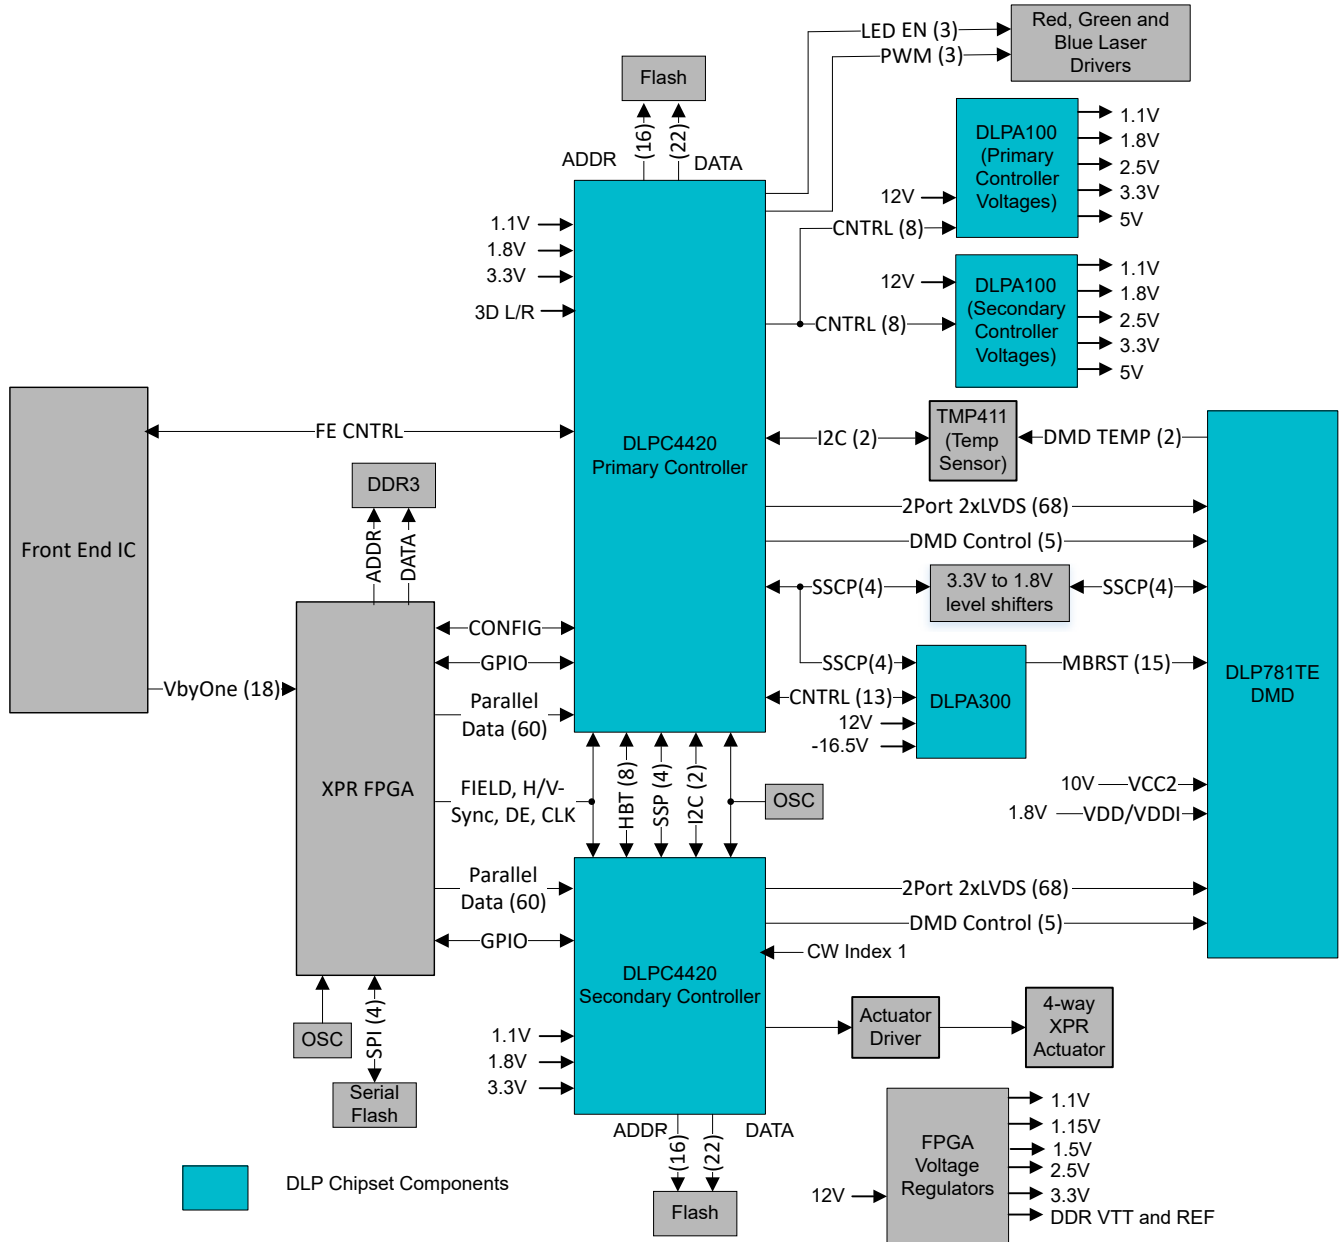 LED EN (3)
PWM (3)
Red, Green and
Blue Laser
Drivers
Flash
(16)
(22)
ADDR
DATA
DLPA100
(Primary
Controller
Voltages)
12V
CNTRL (8)
1.1V
1.8V
2.5V
3.3V
5V
1.1V
1.8V
3.3V
3D L/R
12V
CNTRL (8)
DLPA100
(Secondary
Controller
Voltages)
1.1V
1.8V
2.5V
3.3V
5V
Front End IC
FE CNTRL
DLPC4420
Primary Controller
I2C (2)
TMP411
(Temp
Sensor)
DMD TEMP (2)
DDR3
ADDR
DATA
2Port 2xLVDS (68)
DMD Control (5)
SSCP(4)
3.3V to 1.8V
level shifters
SSCP(4)
CONFIG
GPIO
SSCP(4)
CNTRL (13)
12V
-16.5V
DLPA300
MBRST (15)
DLP781TE
DMD
VbyOne (18)
Parallel
Data (60)
XPR FPGA
FIELD, H/V-
Sync, DE, CLK
HBT (8)
SSP (4)
I2C (2)
OSC
10V
VCC2
1.8V
VDD/VDDI
Parallel
Data (60)
GPIO
2Port 2xLVDS (68)
DMD Control (5)
CW Index 1
DLPC4420
Secondary Controller
OSC
SPI (4)
Serial
Flash
1.1V
1.8V
3.3V
Actuator
Driver
4-way
XPR
Actuator
ADDR
DATA
(16)
(22)
Flash
12V
FPGA
Voltage
Regulators
1.1V
1.15V
1.5V
2.5V
3.3V
DDR VTT and REF
DLP Chipset Components